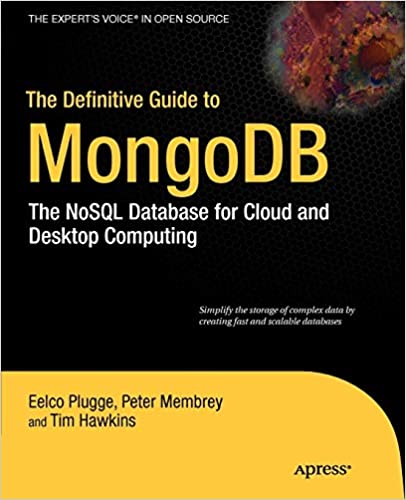 THE EXPERT'S VOICE® IN OPEN SOURCE
The Definitive Guide to
MongoDB
The NoSQL Database for Cloud and
Desktop Computing
Simplify the storage of complex data by
creating fast and scalable databases
Eelco Plugge, Peter Membrey
and Tim Hawkins
Apress®